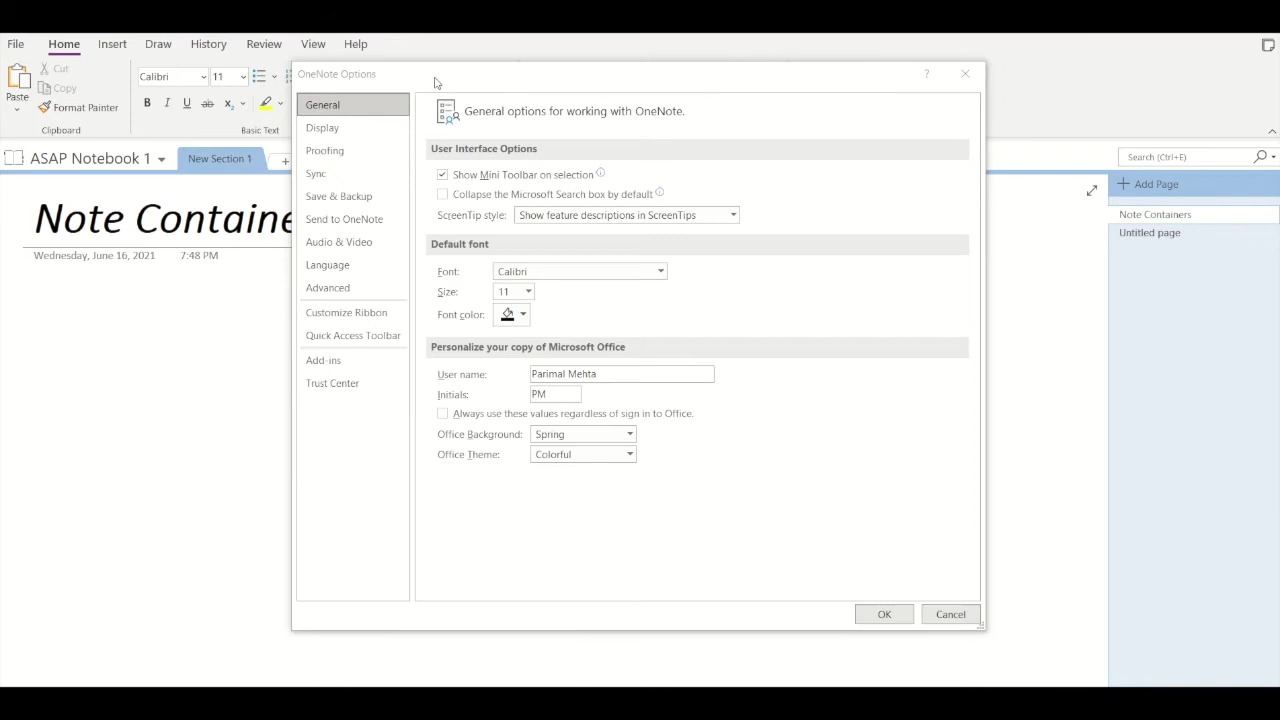 File Home Insert Draw History Review View Help
Cut
Copy
Paste
Format Painter
Clipboard
Calibri 11
B I U ab x₂
Basic Text
ASAP Notebook 1 New Section 1
Search (Ctrl+E)
Add Page
Note Containers
Untitled page
Note Containe
Wednesday, June 16, 2021 7:48 PM
OneNote Options
General
Display
Proofing
Sync
Save & Backup
Send to OneNote
Audio & Video
Language
Advanced
Customize Ribbon
Quick Access Toolbar
Add-ins
Trust Center
General options for working with OneNote.
User Interface Options
Show Mini Toolbar on selection
Collapse the Microsoft Search box by default
ScreenTip style: Show feature descriptions in ScreenTips
Default font
Font: Calibri
Size: 11
Font color:
Personalize your copy of Microsoft Office
User name: Parimal Mehta
Initials: PM
Always use these values regardless of sign in to Office.
Office Background: Spring
Office Theme: Colorful
OK Cancel